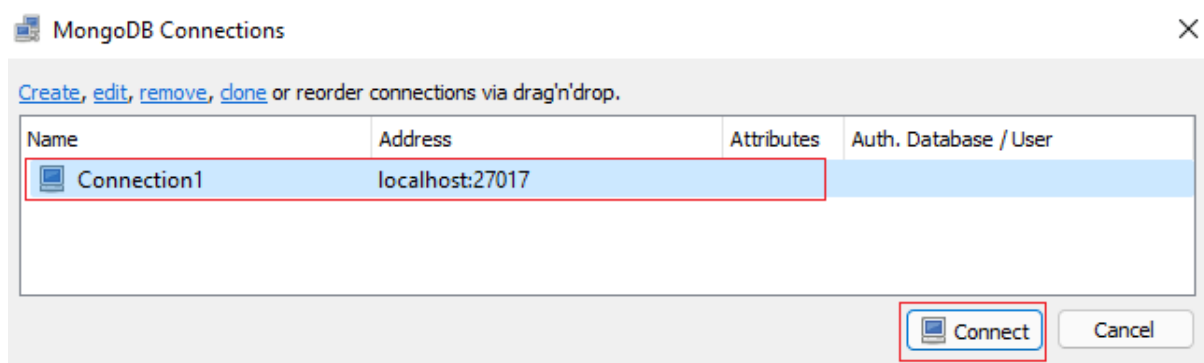 MongoDB Connections
Create, edit, remove, clone or reorder connections via drag'n'drop.
Name Address Attributes Auth. Database / User
Connection1 localhost:27017
Connect Cancel